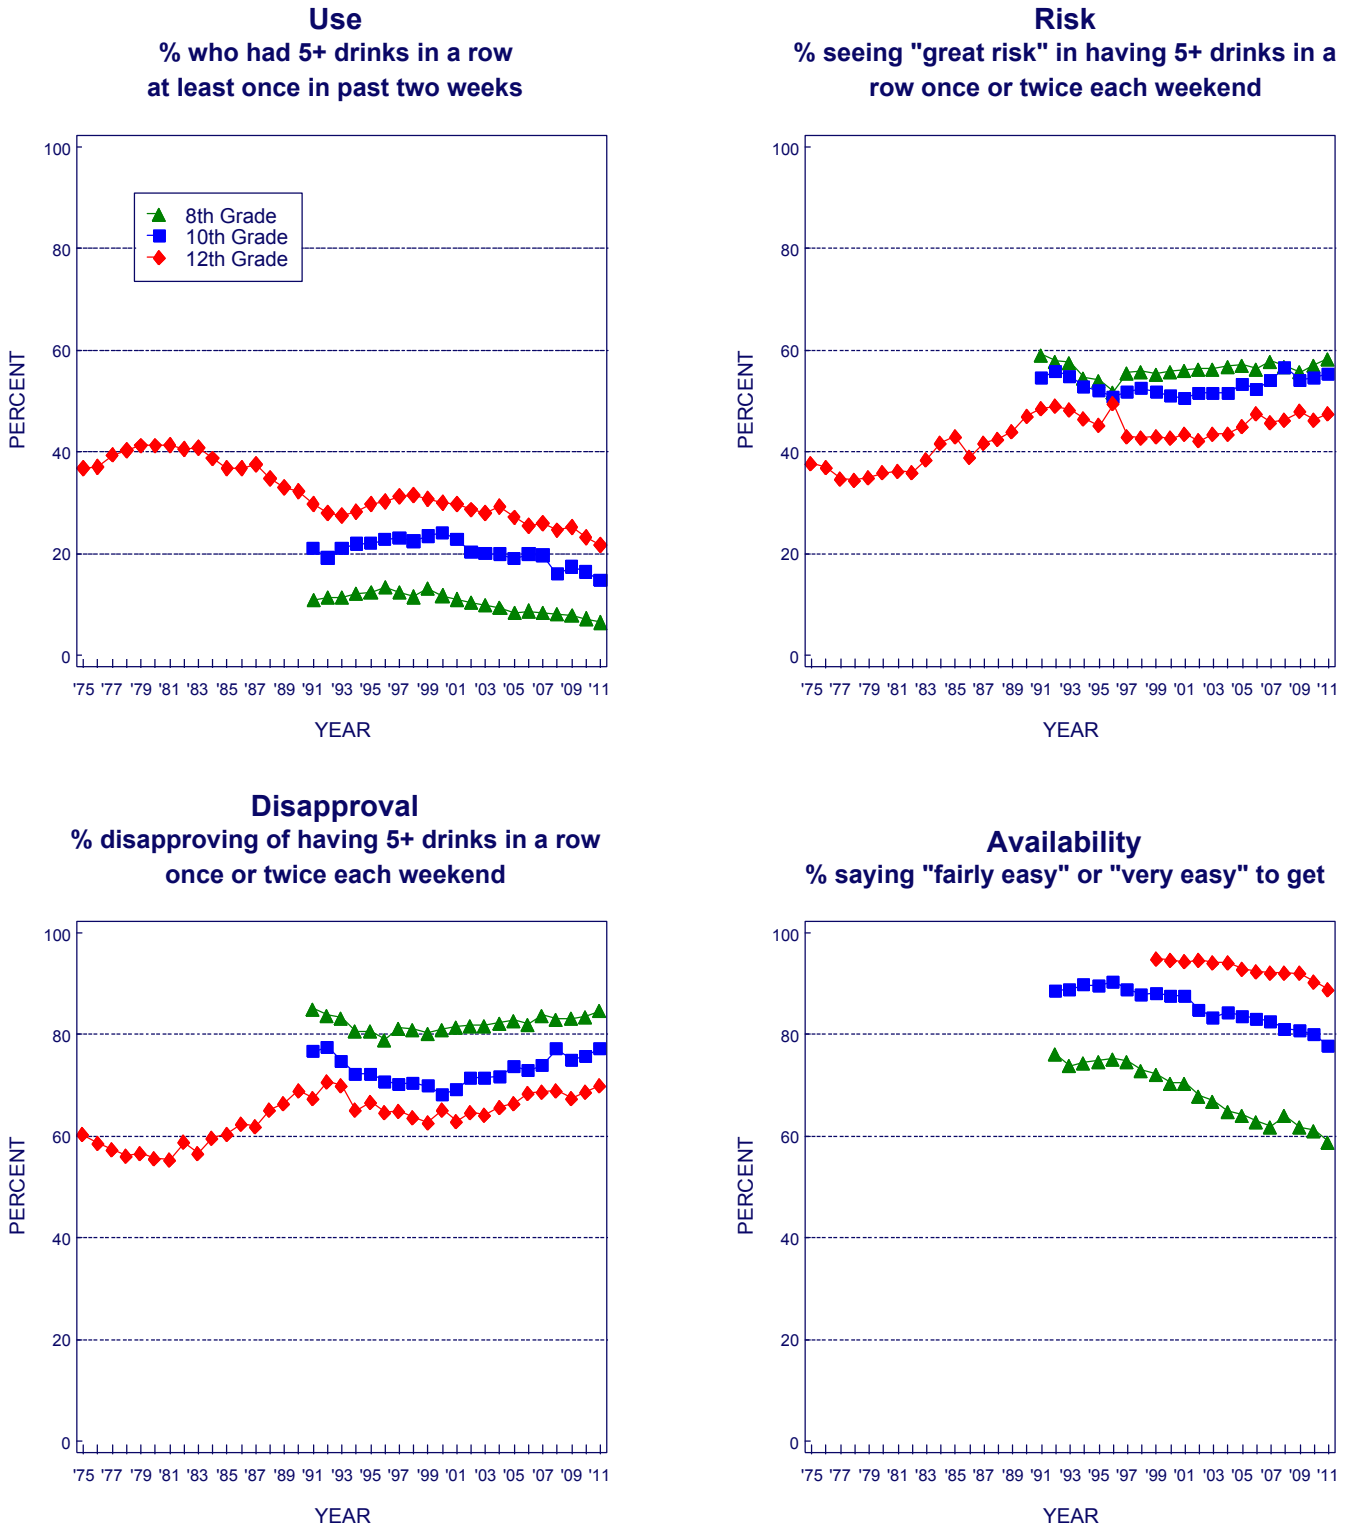 Use
% who had 5+ drinks in a row
at least once in past two weeks
100
80
60
40
20
0
PERCENT
8th Grade
10th Grade
12th Grade
'75 '77 '79 '81 '83 '85 '87 '89 '91 '93 '95 '97 '99 '01 '03 '05 '07 '09 '11
YEAR
Risk
% seeing "great risk" in having 5+ drinks in a
row once or twice each weekend
100
80
60
40
20
0
PERCENT
'75 '77 '79 '81 '83 '85 '87 '89 '91 '93 '95 '97 '99 '01 '03 '05 '07 '09 '11
YEAR
Disapproval
% disapproving of having 5+ drinks in a row
once or twice each weekend
100
80
60
40
20
0
PERCENT
'75 '77 '79 '81 '83 '85 '87 '89 '91 '93 '95 '97 '99 '01 '03 '05 '07 '09 '11
YEAR
Availability
% saying "fairly easy" or "very easy" to get
100
80
60
40
20
0
PERCENT
'75 '77 '79 '81 '83 '85 '87 '89 '91 '93 '95 '97 '99 '01 '03 '05 '07 '09 '11
YEAR